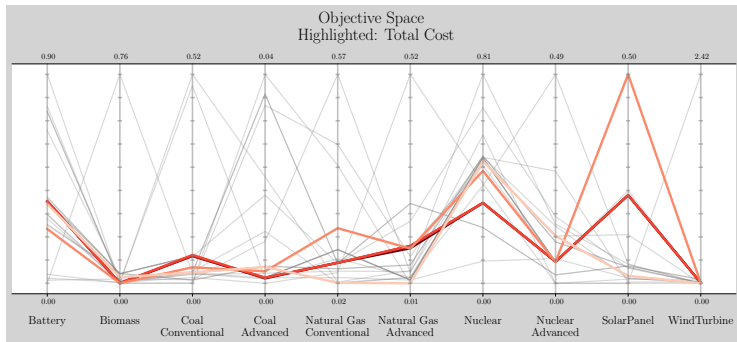 Objective Space
Highlighted: Total Cost
0.90 0.76 0.52 0.04 0.57 0.52 0.81 0.49 0.50 2.42
0.00 0.00 0.00 0.00 0.02 0.01 0.00 0.00 0.00 0.00
Battery Biomass Coal Coal Natural Gas Natural Gas Nuclear Nuclear SolarPanel WindTurbine
Conventional Advanced Conventional Advanced Advanced